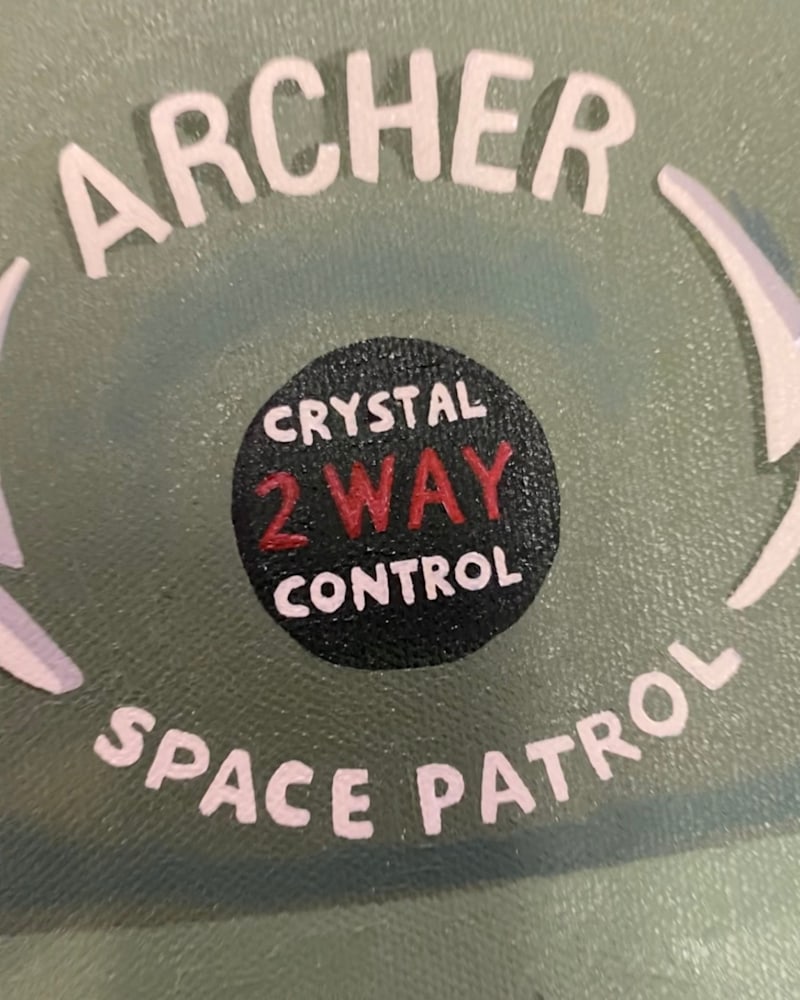 ARCHER
CRYSTAL
2 WAY
CONTROL
SPACE PATROL